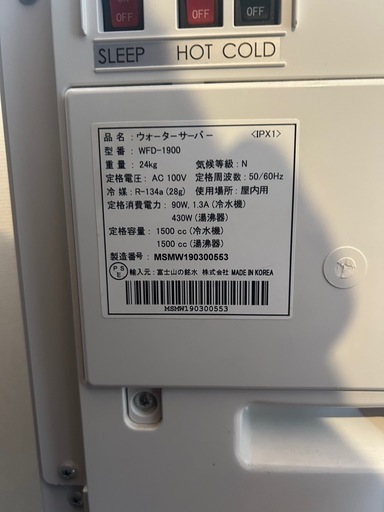 OFF OFF OFF
SLEEP HOT COLD
品 名 : ウォーターサーバー <IPX1>
型 番 : WFD-1900
重 量 : 24kg 気候等級 : N
定格電圧 : AC 100V 定格周波数 : 50/60Hz
冷 媒 : R-134a (28g) 使用場所 : 屋内用
定格消費電力 : 90W, 1.3A (冷水機)
430W (湯沸器)
定格容量 : 1500 cc (冷水機)
1500 cc (湯沸器)
製造番号 : MSMW190300553
PS
E
輸入元 : 富士山の銘水 株式会社 MADE IN KOREA
MSMW190300553